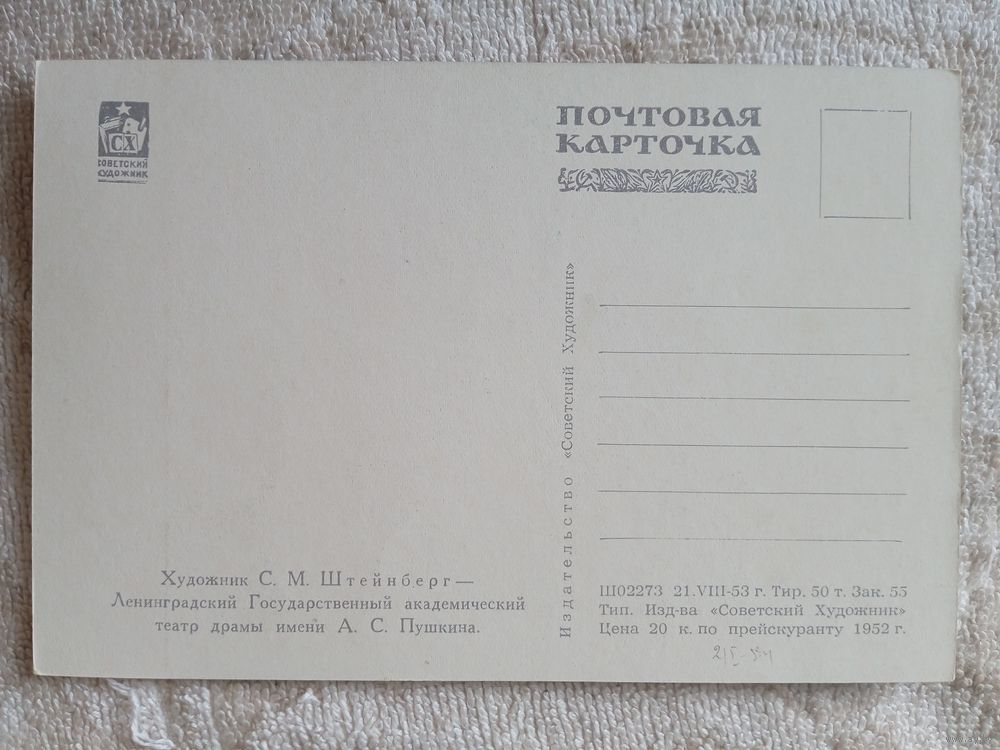 СХ
СОВЕТСКИЙ
ХУДОЖНИК
ПОЧТОВАЯ
КАРТОЧКА
Издательство «Советский Художник»
Художник С. М. Штейнберг —
Ленинградский Государственный академический
театр драмы имени А. С. Пушкина.
Ш02273 21.VIII-53 г. Тир. 50 т. Зак. 55
Тип. Изд-ва «Советский Художник»
Цена 20 к. по прейскуранту 1952 г.